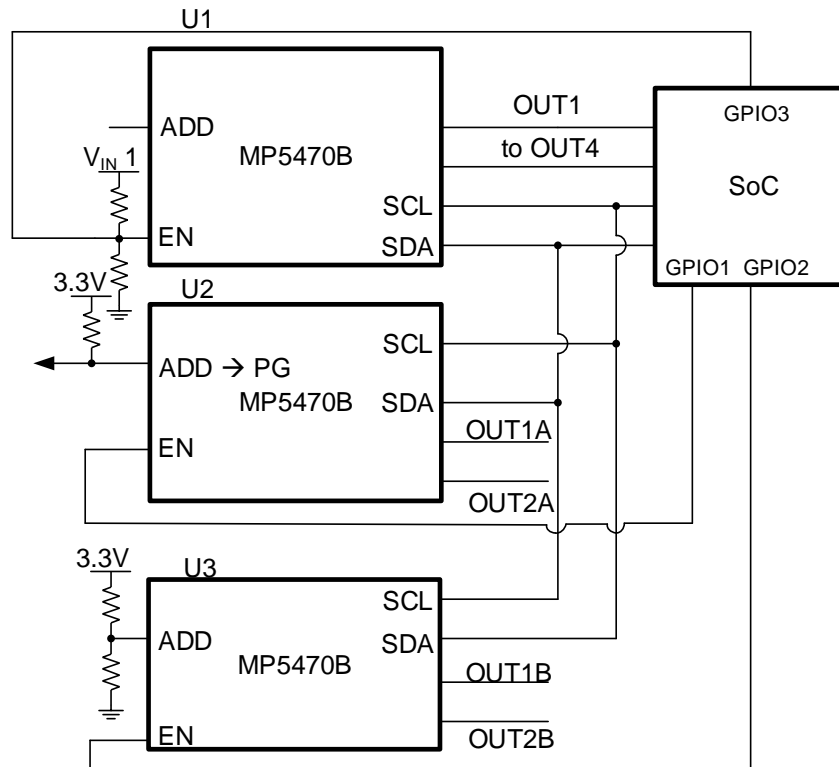 U1
ADD
MP5470B
V_IN 1
EN
OUT1
to OUT4
SCL
SDA
GPIO3
SoC
GPIO1 GPIO2
3.3V
U2
ADD → PG
MP5470B
SCL
SDA
EN
OUT1A
OUT2A
3.3V
U3
ADD
MP5470B
SCL
SDA
EN
OUT1B
OUT2B